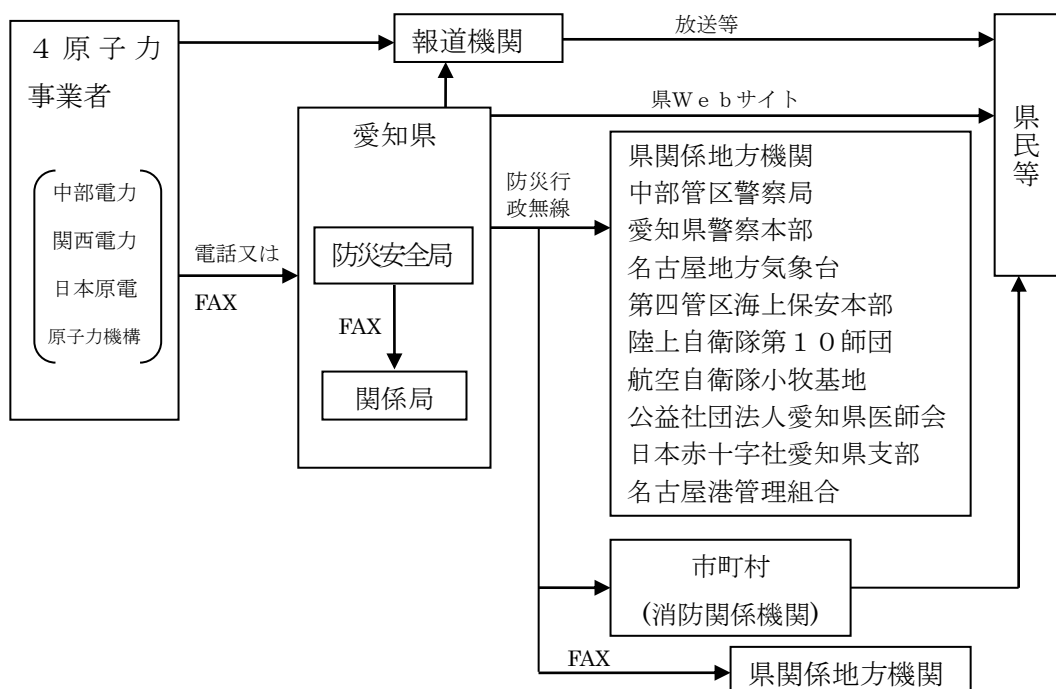 ４原子力
事業者
中部電力
関西電力
日本原電
原子力機構
電話又は
FAX
報道機関
放送等
愛知県
防災安全局
FAX
関係局
県Ｗｅｂサイト
防災行
政無線
県関係地方機関
中部管区警察局
愛知県警察本部
名古屋地方気象台
第四管区海上保安本部
陸上自衛隊第１０師団
航空自衛隊小牧基地
公益社団法人愛知県医師会
日本赤十字社愛知県支部
名古屋港管理組合
市町村
(消防関係機関)
FAX
県関係地方機関
県民等